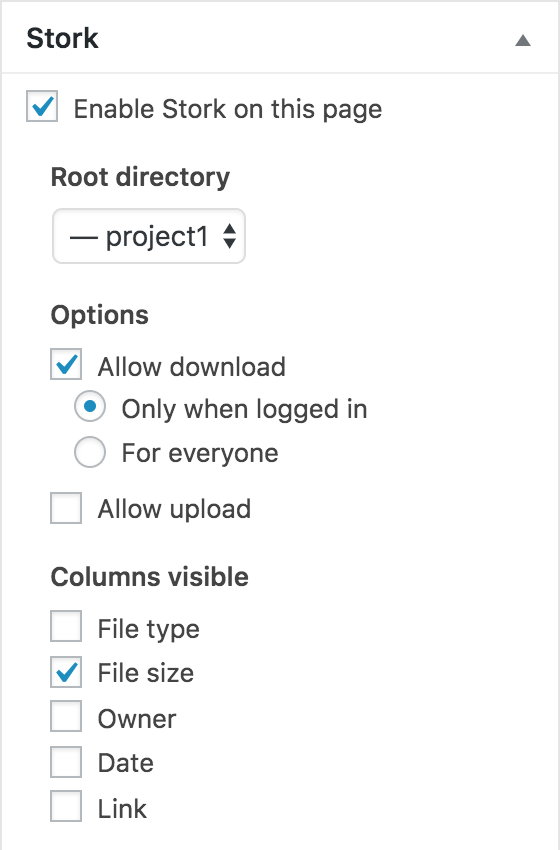 Stork
Enable Stork on this page
Root directory
— project1
Options
Allow download
Only when logged in
For everyone
Allow upload
Columns visible
File type
File size
Owner
Date
Link